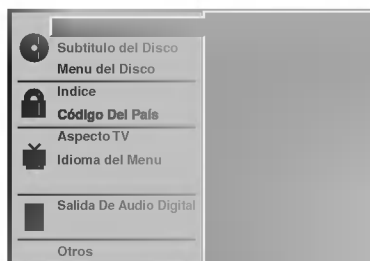 Subtitulo del Disco
Menu del Disco
Indice
Código Del País
Aspecto TV
Idioma del Menu
Salida De Audio Digital
Otros